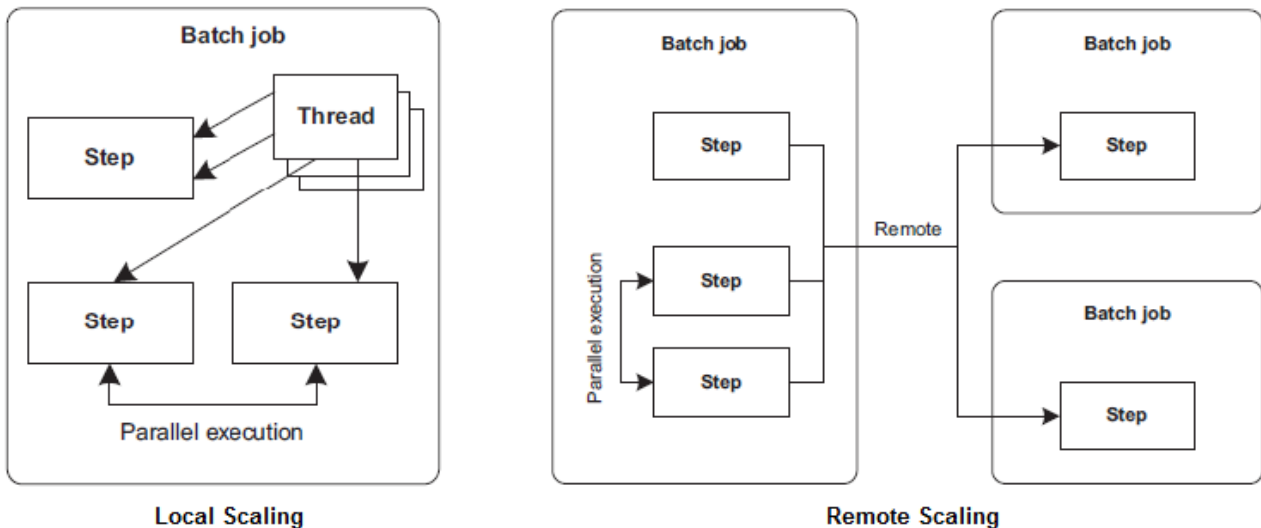 Batch job
Thread
Step
Step
Step
Parallel execution
Local Scaling
Batch job
Step
Step
Step
Parallel execution
Remote
Batch job
Step
Batch job
Step
Remote Scaling